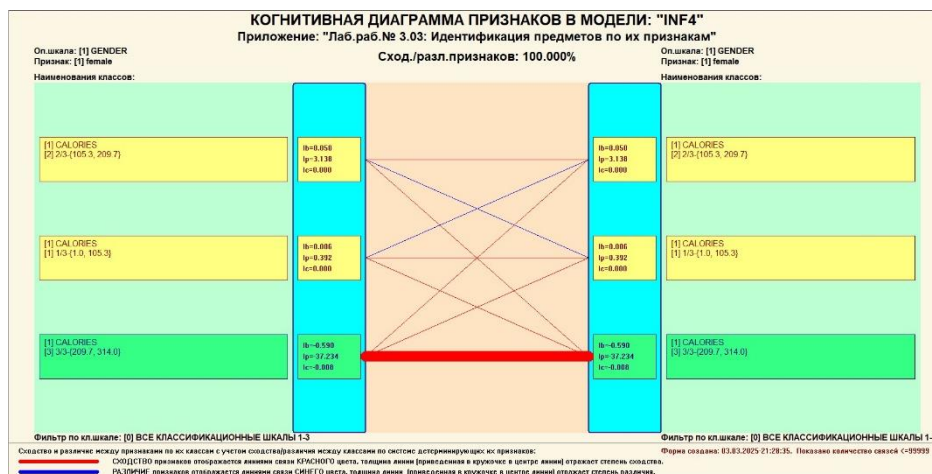 КОГНИТИВНАЯ ДИАГРАММА ПРИЗНАКОВ В МОДЕЛИ: "INF4"
Приложение: "Лаб.раб.№ 3.03: Идентификация предметов по их признакам"
Оп.шкала: [1] GENDER
Признак: [1] female
Сход./разл.признаков: 100.000%
Оп.шкала: [1] GENDER
Признак: [1] female
Наименования классов:
Наименования классов:
[1] CALORIES
[2] 2/3-{105.3, 209.7}
Ib=0.050
Ip=3.130
Ic=0.000
Ib=0.050
Ip=3.130
Ic=0.000
[1] CALORIES
[2] 2/3-{105.3, 209.7}
[1] CALORIES
[1] 1/3-{1.0, 105.3}
Ib=0.006
Ip=0.392
Ic=0.000
Ib=0.006
Ip=0.392
Ic=0.000
[1] CALORIES
[1] 1/3-{1.0, 105.3}
[1] CALORIES
[3] 3/3-{209.7, 314.0}
Ib=-0.590
Ip=37.234
Ic=-0.000
Ib=-0.590
Ip=37.234
Ic=-0.000
[1] CALORIES
[3] 3/3-{209.7, 314.0}
Фильтр по кл.шкале: [0] ВСЕ КЛАССИФИКАЦИОННЫЕ ШКАЛЫ 1-3
Фильтр по кл.шкале: [0] ВСЕ КЛАССИФИКАЦИОННЫЕ ШКАЛЫ 1-
Сходство и различие между признаками по их классам с учетом сходства/различия между классами по системе детерминирующих их признаков:
Форма создана: 03.03.2025 21:28:35. Показано количество связей <=99999
СХОДСТВО признаков отображается линиями связи КРАСНОГО цвета, толщина линии (приведенная в кружочке в центре линии) отражает степень сходства.
РАЗЛИЧИЕ признаков отображается линиями связи СИНЕГО цвета, толщина линии (приведенная в кружочке в центре линии) отражает степень различия.